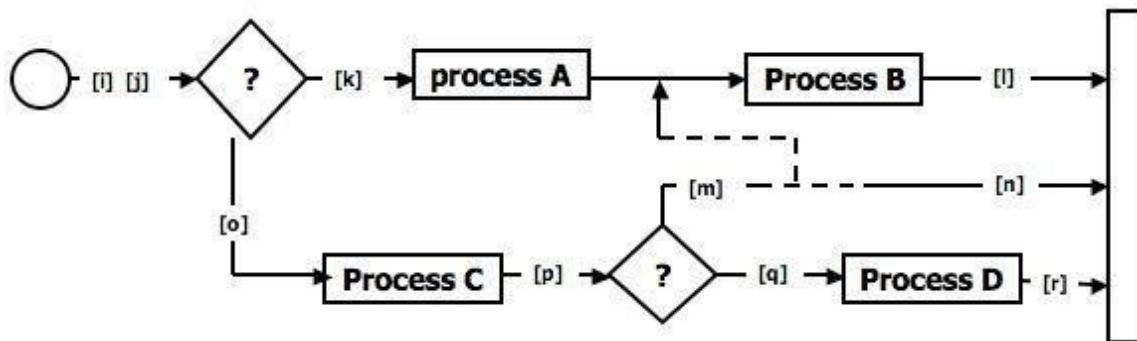 [i] [j]
?
[k]
process A
Process B
[l]
[m]
[n]
[o]
Process C
[p]
?
[q]
Process D
[r]